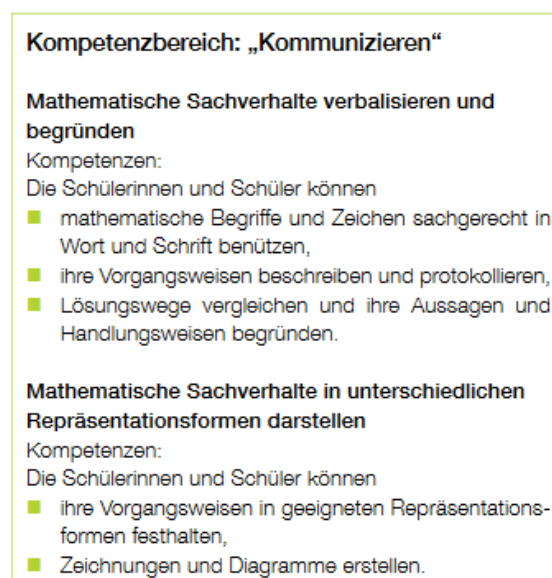 Kompetenzbereich: „Kommunizieren“
Mathematische Sachverhalte verbalisieren und
begründen
Kompetenzen:
Die Schülerinnen und Schüler können
mathematische Begriffe und Zeichen sachgerecht in
Wort und Schrift benützen,
ihre Vorgangsweisen beschreiben und protokollieren,
Lösungswege vergleichen und ihre Aussagen und
Handlungsweisen begründen.
Mathematische Sachverhalte in unterschiedlichen
Repräsentationsformen darstellen
Kompetenzen:
Die Schülerinnen und Schüler können
ihre Vorgangsweisen in geeigneten Repräsentations-
formen festhalten,
Zeichnungen und Diagramme erstellen.